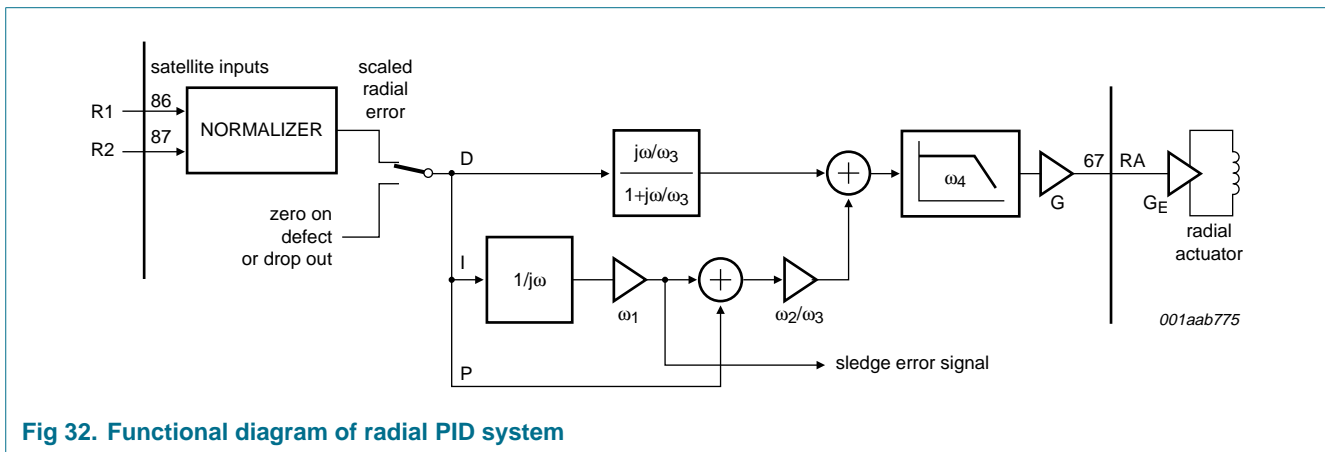 satellite inputs
R1
86
R2
87
NORMALIZER
scaled
radial
error
zero on
defect
or drop out
D
jω/ω3
1+jω/ω3
I
1/jω
ω1
ω2/ω3
P
sledge error signal
ω4
G
67
RA
GE
radial
actuator
001aab775
Fig 32. Functional diagram of radial PID system